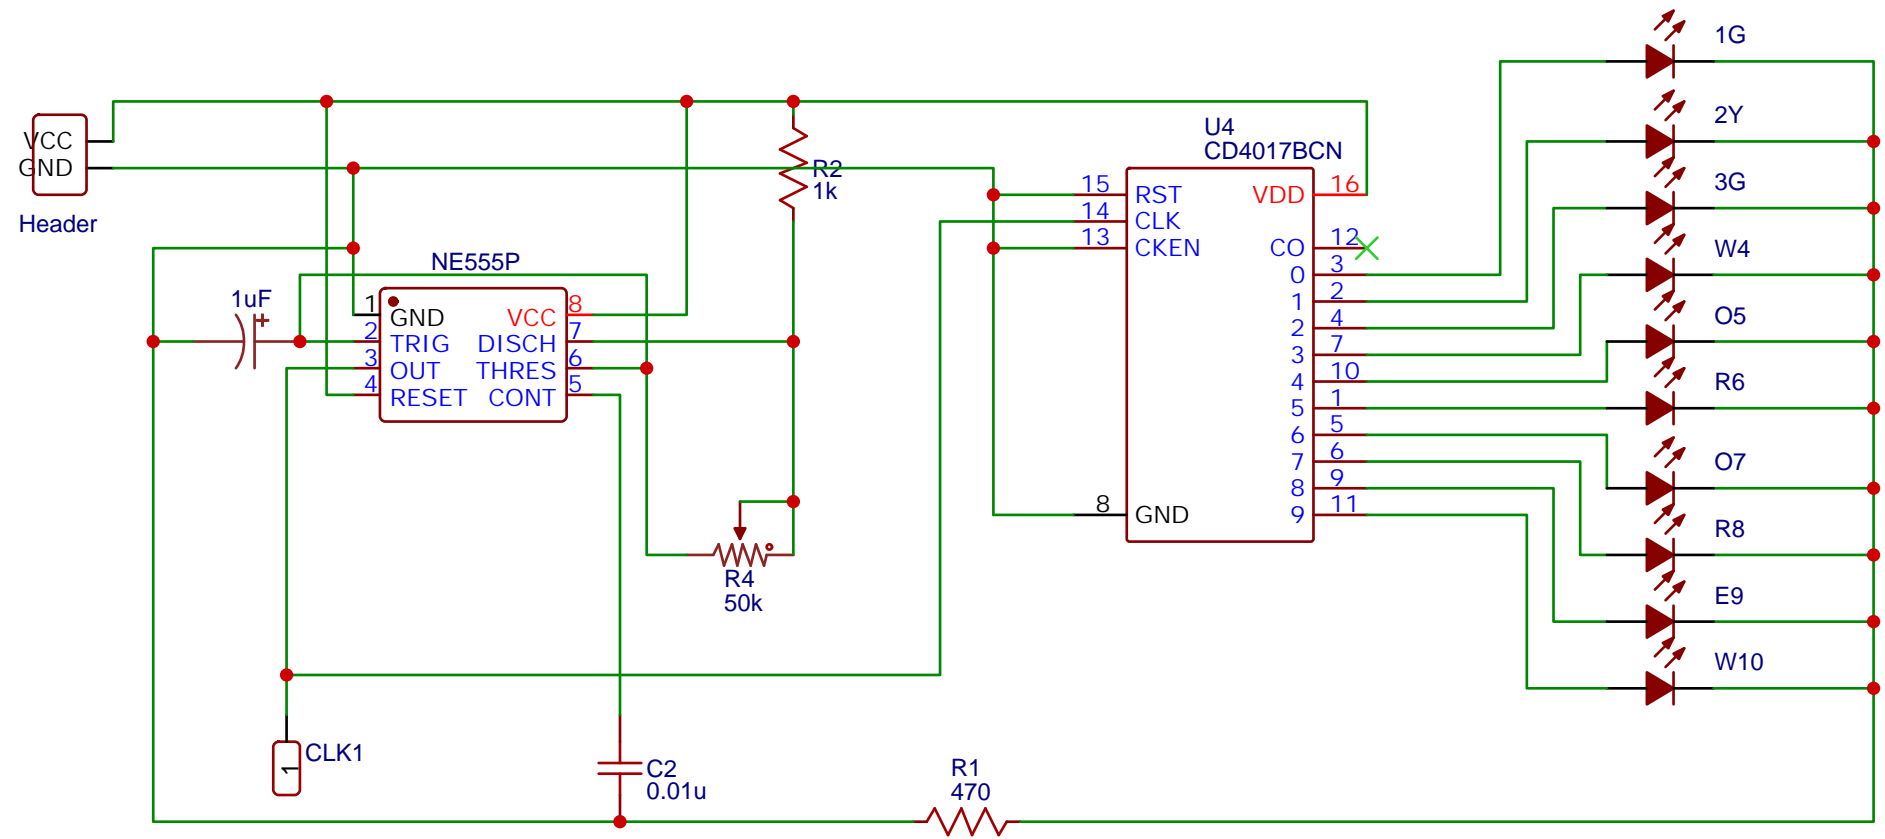 VCC
GND
Header
1uF
NE555P
1
GND
2
TRIG
3
OUT
4
RESET
VCC
8
DISCH
7
THRES
6
CONT
5
R2
1k
R4
50k
CLK1
1
C2
0.01u
R1
470
U4
CD4017BCN
15
RST
14
CLK
13
CKEN
8
GND
VDD
16
CO
12
0
3
1
2
2
4
3
7
4
10
5
1
6
5
7
6
8
9
9
11
1G
2Y
3G
W4
O5
R6
O7
R8
E9
W10